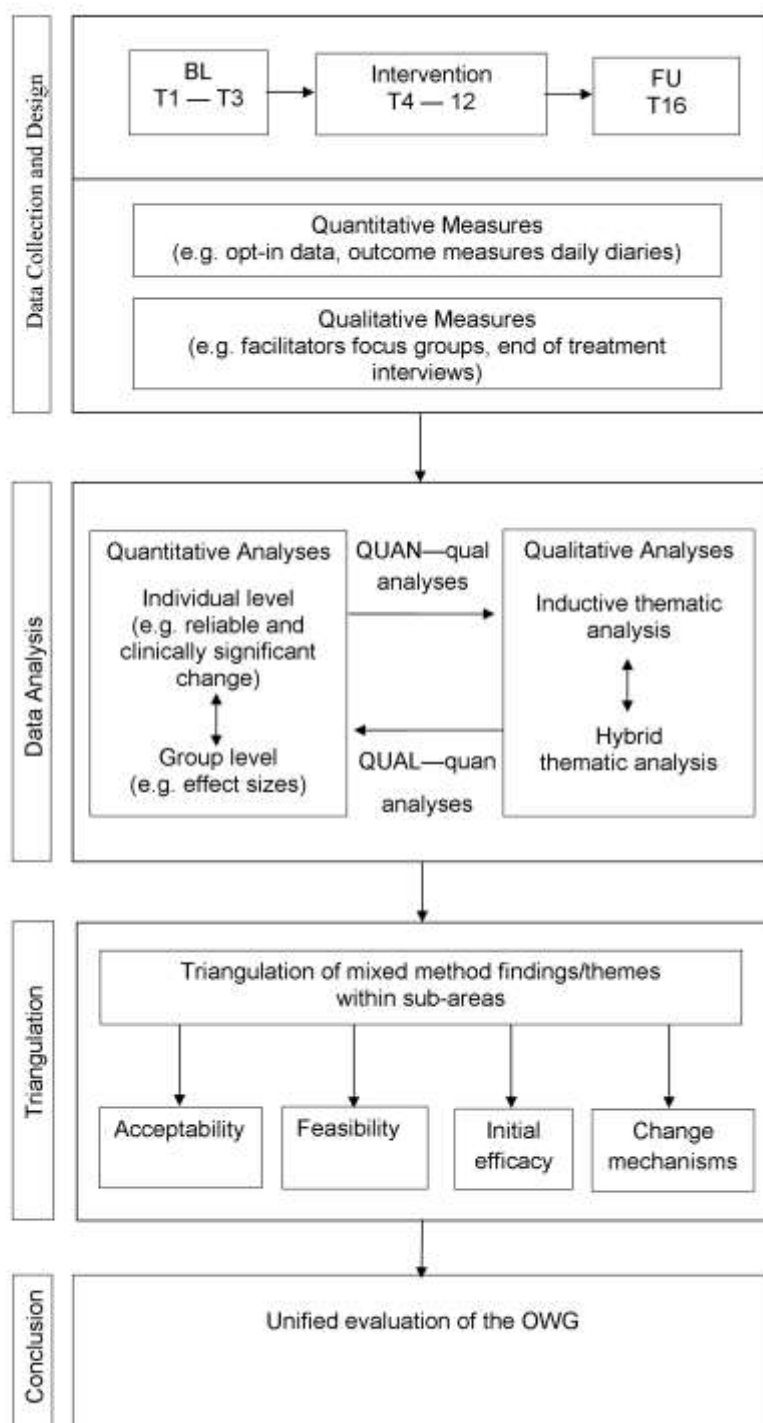 Data Collection and Design
BL
T1 — T3
Intervention
T4 — 12
FU
T16
Quantitative Measures
(e.g. opt-in data, outcome measures daily diaries)
Qualitative Measures
(e.g. facilitators focus groups, end of treatment
interviews)
Data Analysis
Quantitative Analyses
Individual level
(e.g. reliable and
clinically significant
change)
Group level
(e.g. effect sizes)
QUAN—qual
analyses
QUAL—quan
analyses
Qualitative Analyses
Inductive thematic
analysis
Hybrid
thematic analysis
Triangulation
Triangulation of mixed method findings/themes
within sub-areas
Acceptability
Feasibility
Initial
efficacy
Change
mechanisms
Conclusion
Unified evaluation of the OWG